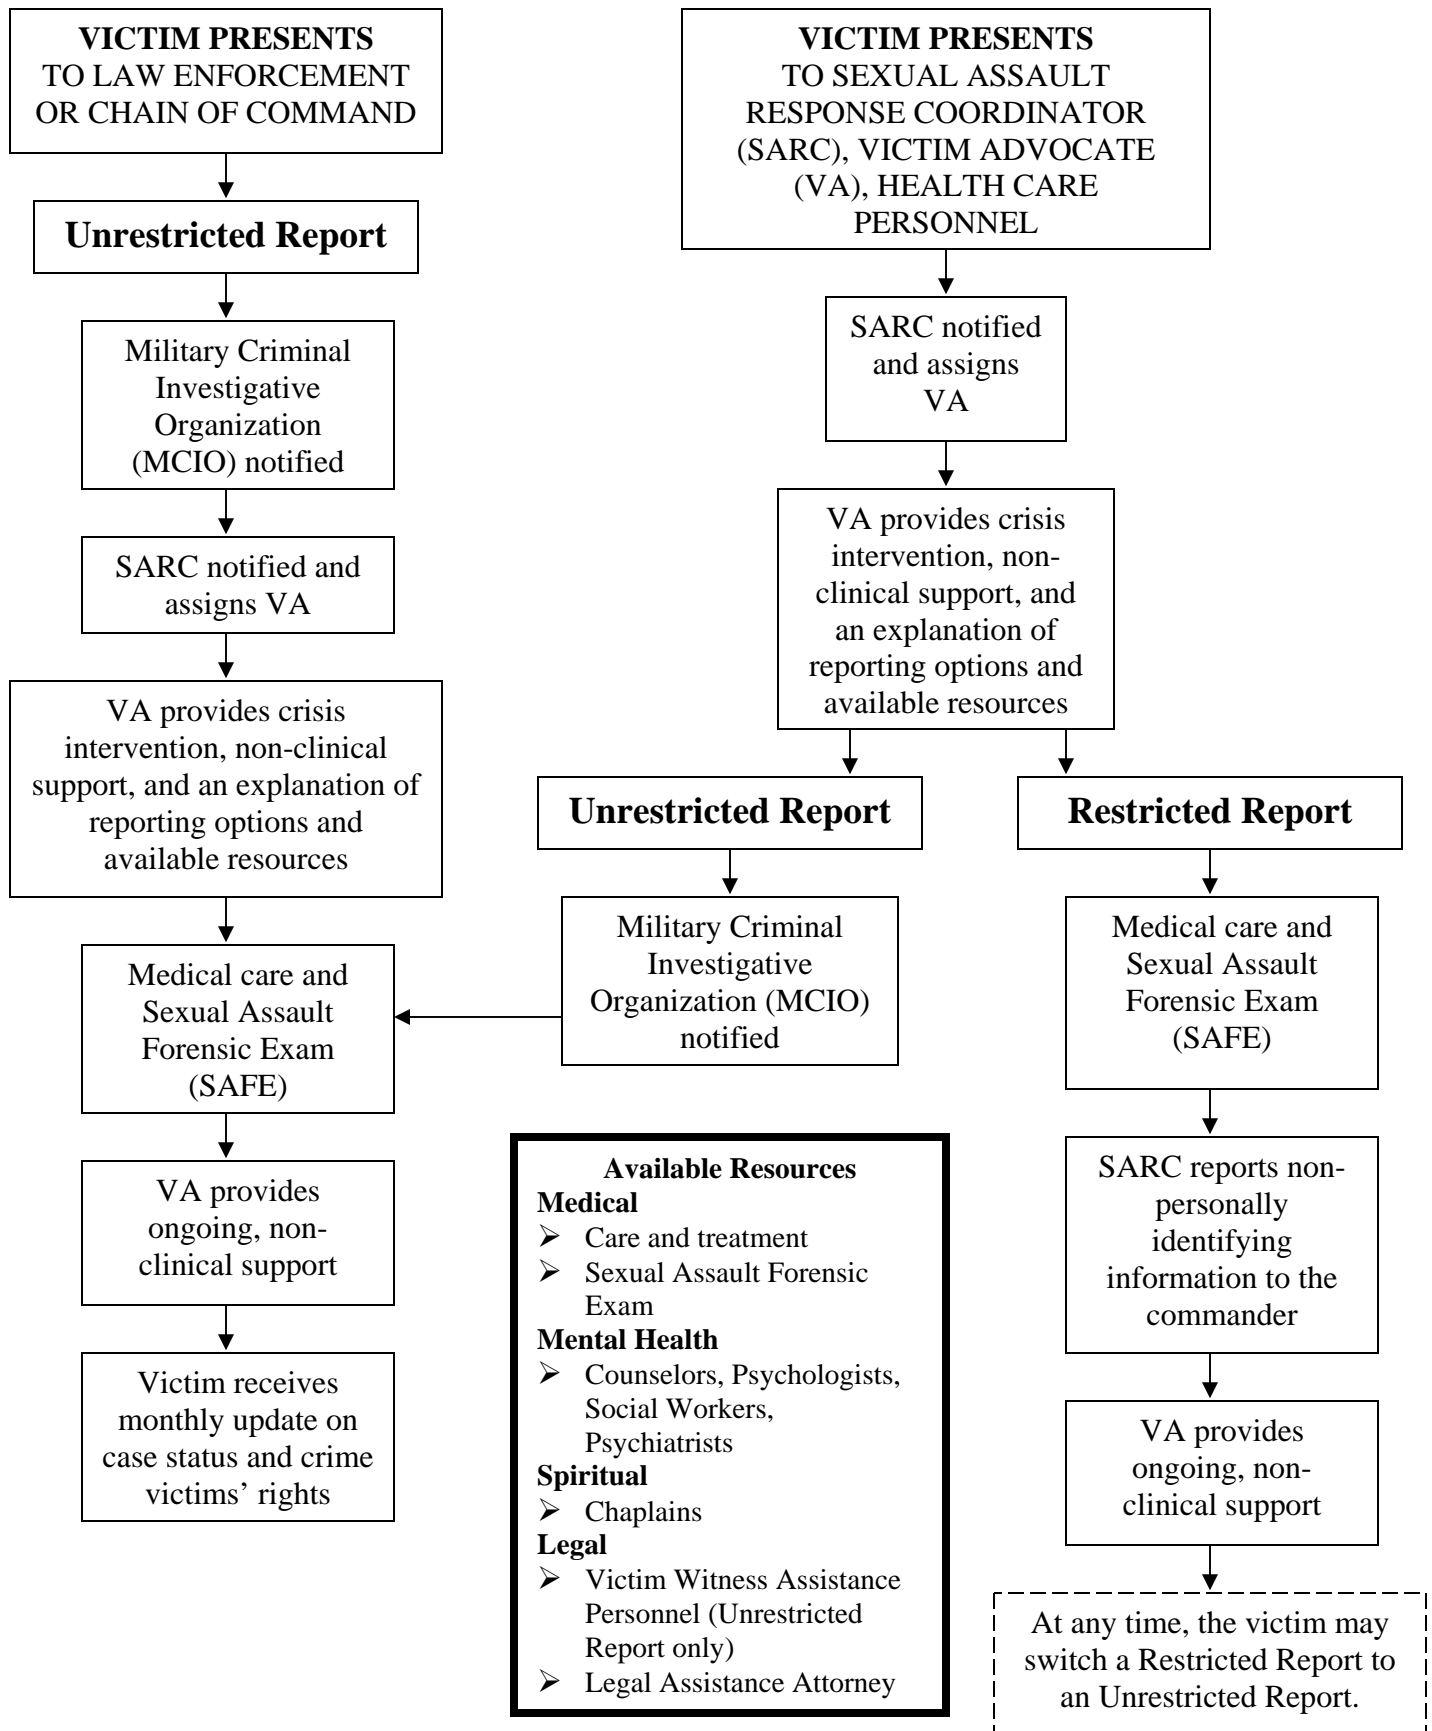 VICTIM PRESENTS
TO LAW ENFORCEMENT
OR CHAIN OF COMMAND
Unrestricted Report
Military Criminal
Investigative
Organization
(MCIO) notified
SARC notified and
assigns VA
VA provides crisis
intervention, non-clinical
support, and an explanation of
reporting options and
available resources
Medical care and
Sexual Assault
Forensic Exam
(SAFE)
VA provides
ongoing, non-
clinical support
Victim receives
monthly update on
case status and crime
victims’ rights
VICTIM PRESENTS
TO SEXUAL ASSAULT
RESPONSE COORDINATOR
(SARC), VICTIM ADVOCATE
(VA), HEALTH CARE
PERSONNEL
SARC notified
and assigns
VA
VA provides crisis
intervention, non-
clinical support, and
an explanation of
reporting options and
available resources
Unrestricted Report
Military Criminal
Investigative
Organization (MCIO)
notified
Restricted Report
Medical care and
Sexual Assault
Forensic Exam
(SAFE)
SARC reports non-
personally
identifying
information to the
commander
VA provides
ongoing, non-
clinical support
At any time, the victim may
switch a Restricted Report to
an Unrestricted Report.
Available Resources
Medical
➢ Care and treatment
➢ Sexual Assault Forensic
Exam
Mental Health
➢ Counselors, Psychologists,
Social Workers,
Psychiatrists
Spiritual
➢ Chaplains
Legal
➢ Victim Witness Assistance
Personnel (Unrestricted
Report only)
➢ Legal Assistance Attorney